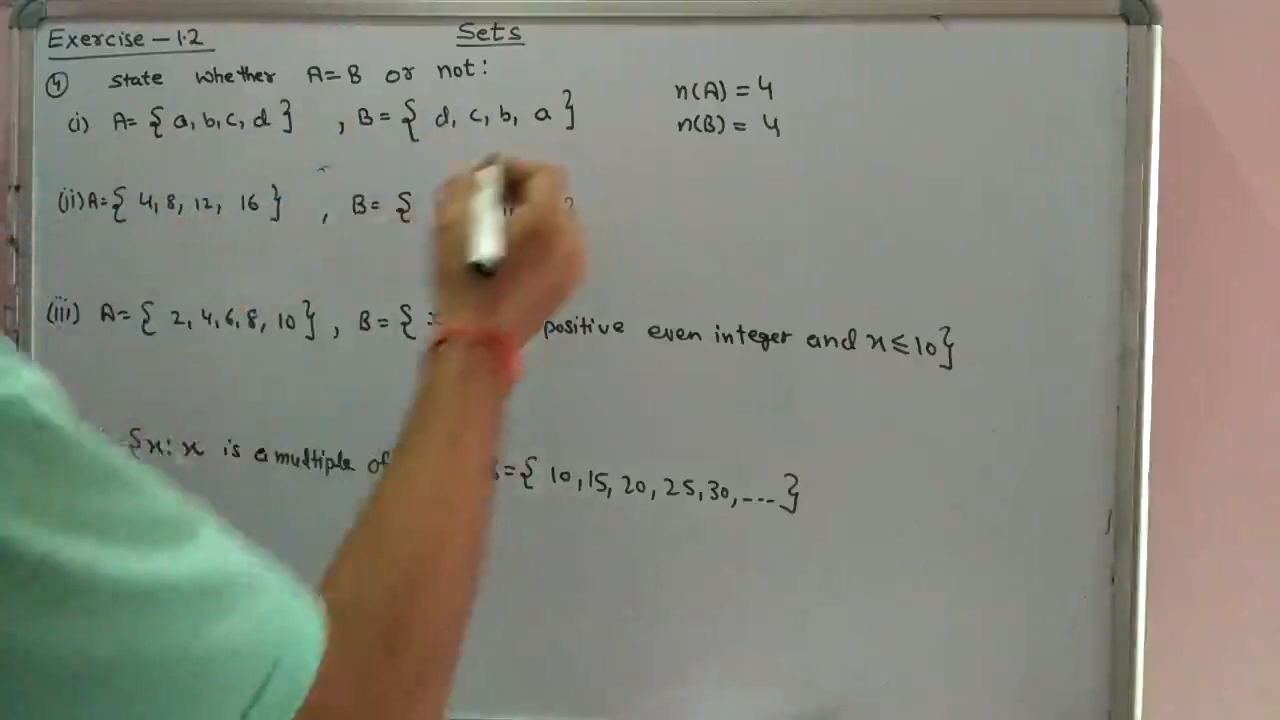 Exercise - 1.2
Sets
④ state whether A = B or not:
(i) A = { a, b, c, d } , B = { d, c, b, a }
n(A) = 4
n(B) = 4
(ii) A = { 4, 8, 12, 16 } , B = {
(iii) A = { 2, 4, 6, 8, 10 } , B = { positive even integer and x ≤ 10 }
{ x : x is a multiple of = { 10, 15, 20, 25, 30, ---- }